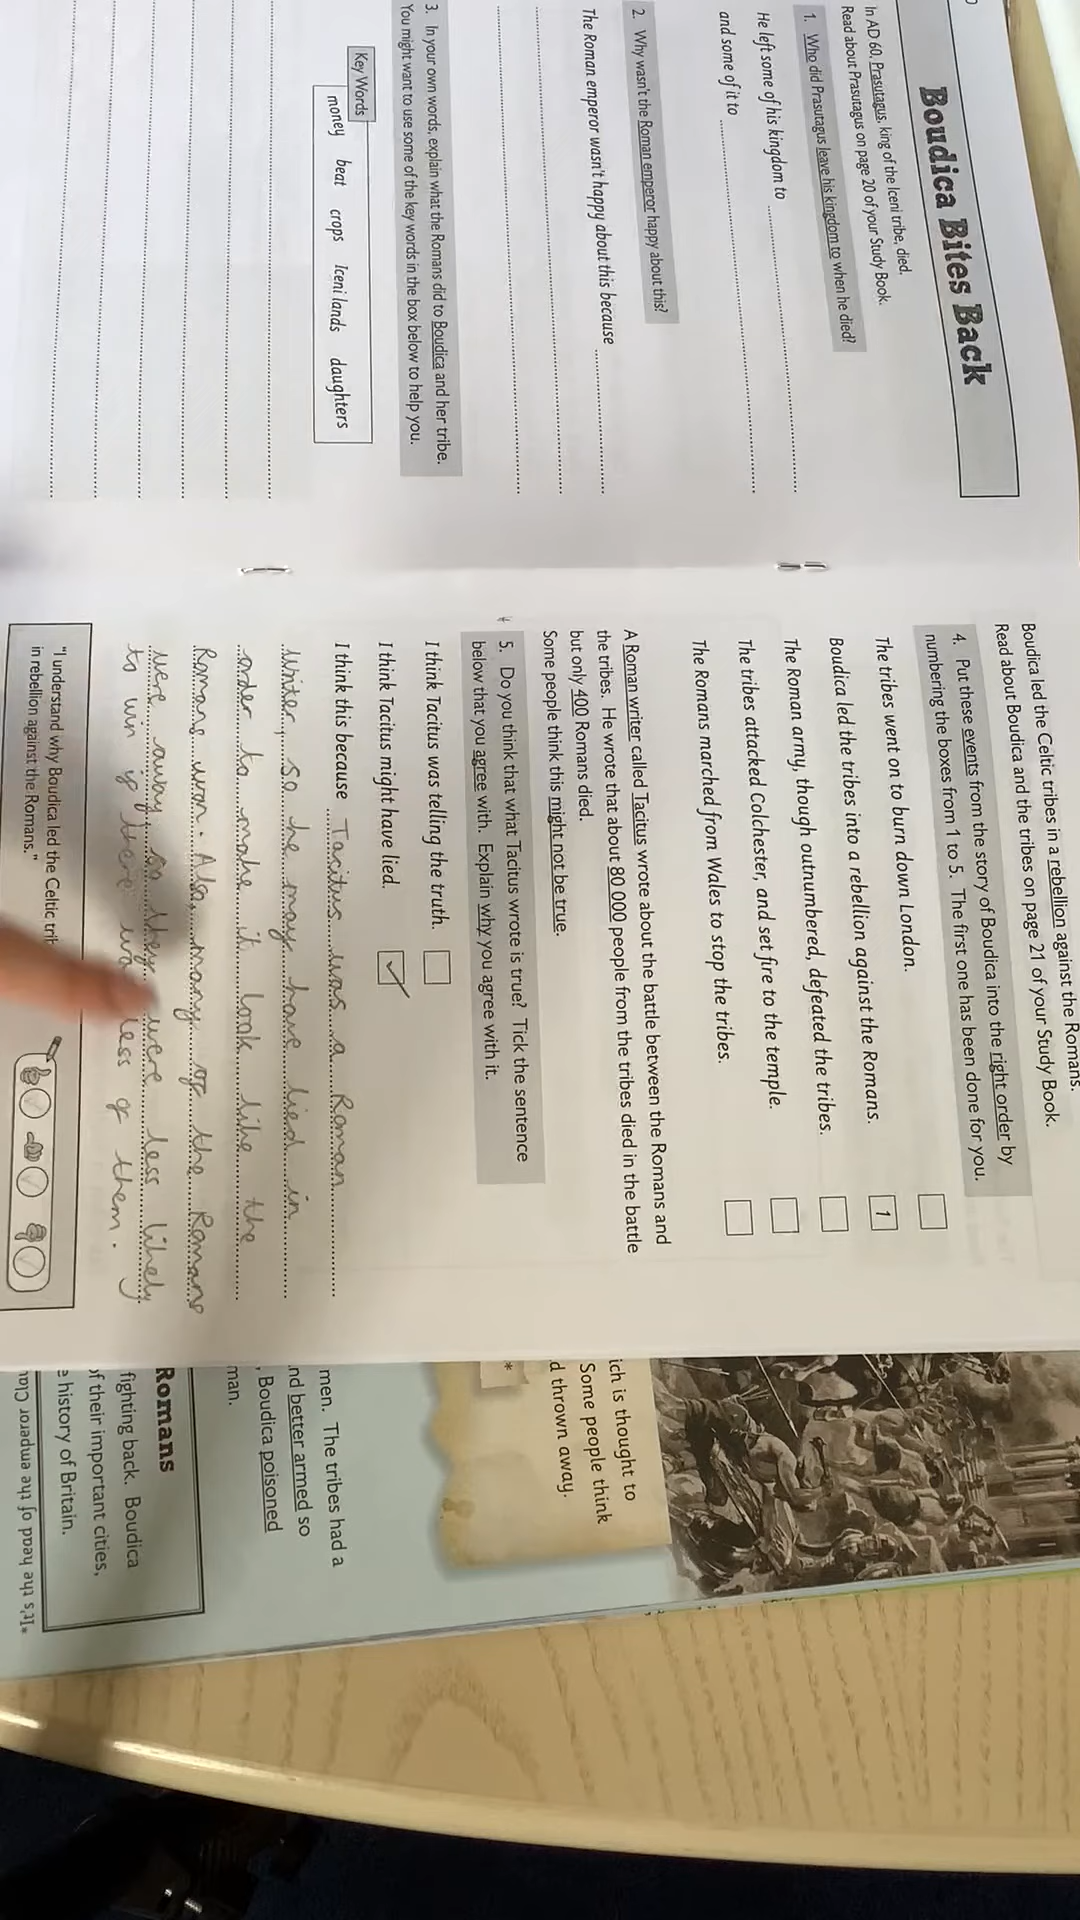 Boudica Bites Back
In AD 60, Prasutagus, king of the Iceni tribe, died.
Read about Prasutagus on page 20 of your Study Book.
1. Who did Prasutagus leave his kingdom to when he died?
He left some of his kingdom to
and some of it to
2. Why wasn't the Roman emperor happy about this?
The Roman emperor wasn't happy about this because
3. In your own words, explain what the Romans did to Boudica and her tribe.
You might want to use some of the key words in the box below to help you.
Key Words
money beat crops Iceni lands daughters
Boudica led the Celtic tribes in a rebellion against the Romans.
Read about Boudica and the tribes on page 21 of your Study Book.
4. Put these events from the story of Boudica into the right order by
numbering the boxes from 1 to 5. The first one has been done for you.
The tribes went on to burn down London.
Boudica led the tribes into a rebellion against the Romans. 1
The Roman army, though outnumbered, defeated the tribes.
The tribes attacked Colchester, and set fire to the temple.
The Romans marched from Wales to stop the tribes.
A Roman writer called Tacitus wrote about the battle between the Romans and
the tribes. He wrote that about 80 000 people from the tribes died in the battle
but only 400 Romans died.
Some people think this might not be true.
5. Do you think that what Tacitus wrote is true? Tick the sentence
below that you agree with. Explain why you agree with it.
I think Tacitus was telling the truth.
I think Tacitus might have lied. ✓
I think this because Tacitus was a Roman
writer, so he may have lied in
order to make it look like the
Romans won. Also, many of the Romans
were away so they were less likely
to win if there less of them.
"I understand why Boudica led the Celtic
in rebellion against the Romans."
ich is thought to
Some people think
d thrown away.
*
men. The tribes had a
nd better armed so
Boudica poisoned
man.
Romans
fighting back. Boudica
of their important cities,
e history of Britain.
*It's the head of the emperor